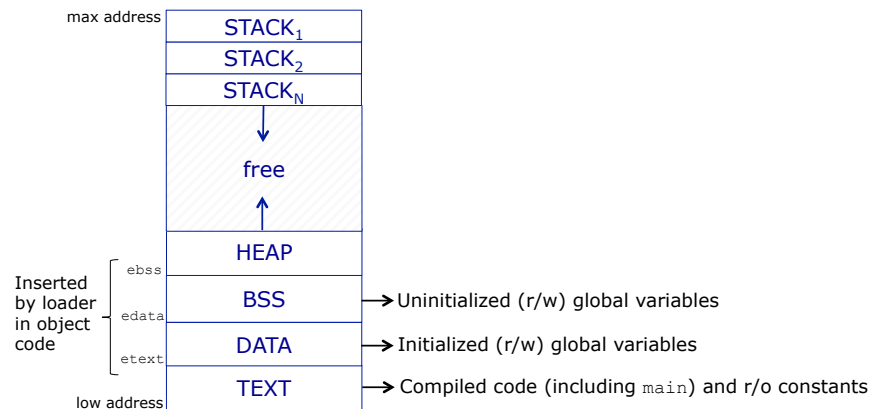 max address
STACK1
STACK2
STACKN
free
HEAP
ebss
Inserted
by loader
in object
code
BSS
Uninitialized (r/w) global variables
edata
DATA
Initialized (r/w) global variables
etext
TEXT
Compiled code (including main) and r/o constants
low address